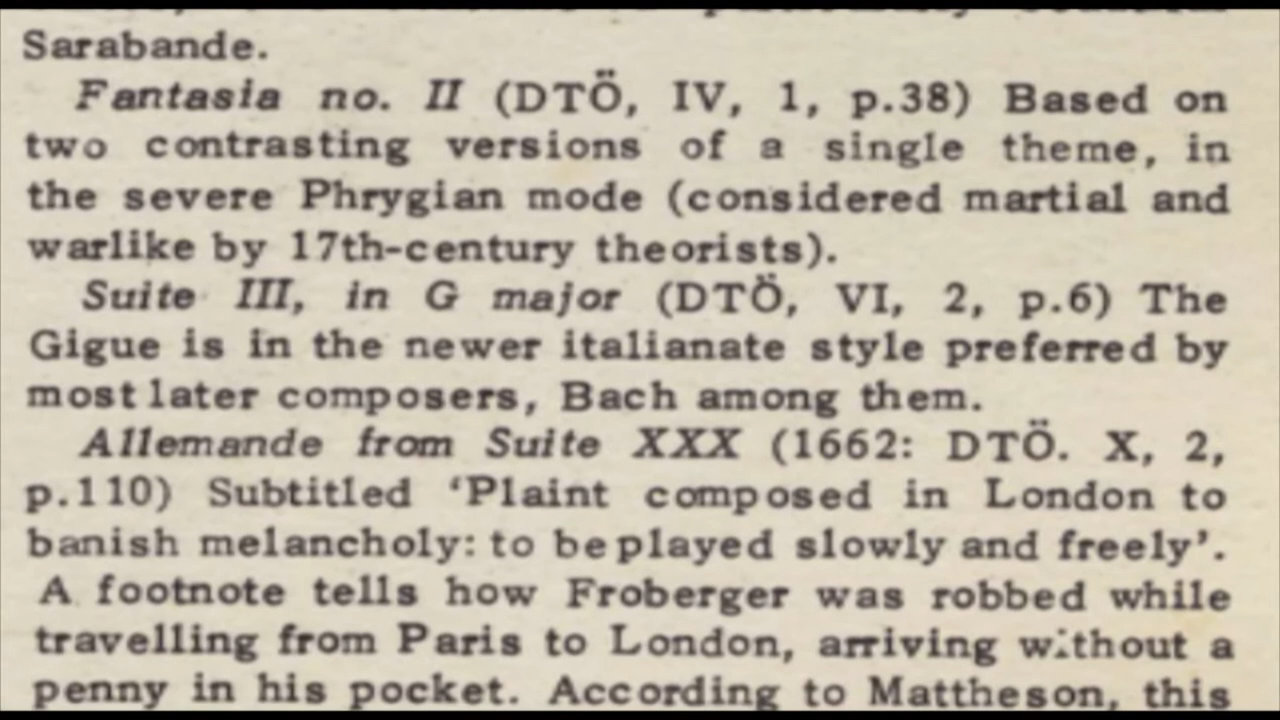 Sarabande.
Fantasia no. II (DTÖ, IV, 1, p.38) Based on
two contrasting versions of a single theme, in
the severe Phrygian mode (considered martial and
warlike by 17th-century theorists).
Suite III, in G major (DTÖ, VI, 2, p.6) The
Gigue is in the newer italianate style preferred by
most later composers, Bach among them.
Allemande from Suite XXX (1662: DTÖ. X, 2,
p.110) Subtitled ‘Plaint composed in London to
banish melancholy: to be played slowly and freely’.
A footnote tells how Froberger was robbed while
travelling from Paris to London, arriving without a
penny in his pocket. According to Mattheson, this